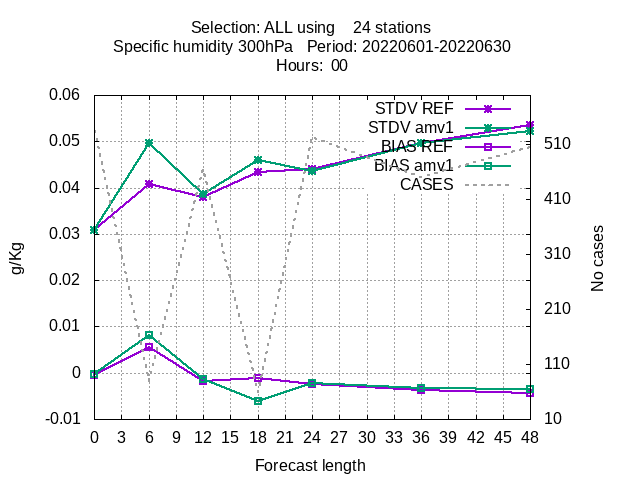 Selection: ALL using    24 stations
Specific humidity 300hPa   Period: 20220601-20220630
Hours:  00
0.06
0.05
0.04
0.03
0.02
0.01
0
-0.01
g/Kg
STDV REF
STDV amv1
BIAS REF
BIAS amv1
CASES
510
410
310
210
110
10
No cases
0 3 6 9 12 15 18 21 24 27 30 33 36 39 42 45 48
Forecast length